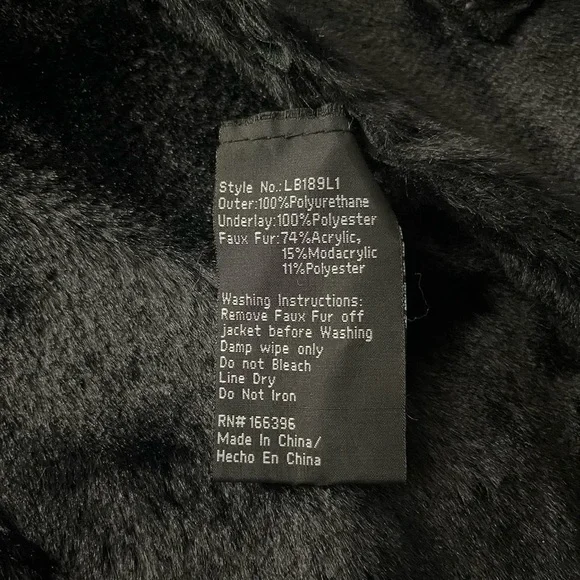 Style No.:LB189L1
Outer:100%Polyurethane
Underlay:100%Polyester
Faux Fur:74%Acrylic,
15%Modacrylic
11%Polyester
Washing Instructions:
Remove Faux Fur off
jacket before Washing
Damp wipe only
Do not Bleach
Line Dry
Do Not Iron
RN#166396
Made In China/
Hecho En China